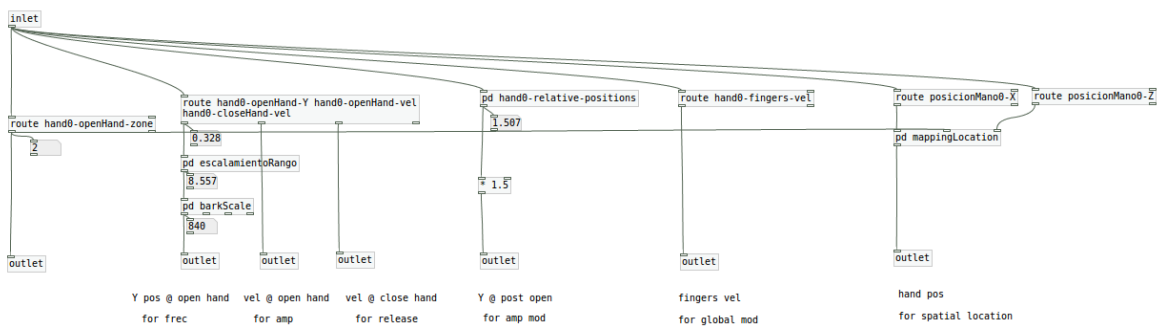 inlet
route hand0-openHand-Y hand0-openHand-vel
hand0-closeHand-vel
pd hand0-relative-positions
route hand0-fingers-vel
route posicionMano0-X
route posicionMano0-Z
route hand0-openHand-zone
2
0.328
1.507
pd mappingLocation
pd escalamientoRango
8.557
* 1.5
pd barkScale
840
outlet
outlet
outlet
outlet
outlet
outlet
outlet
Y pos @ open hand
for frec
vel @ open hand
for amp
vel @ close hand
for release
Y @ post open
for amp mod
fingers vel
for global mod
hand pos
for spatial location